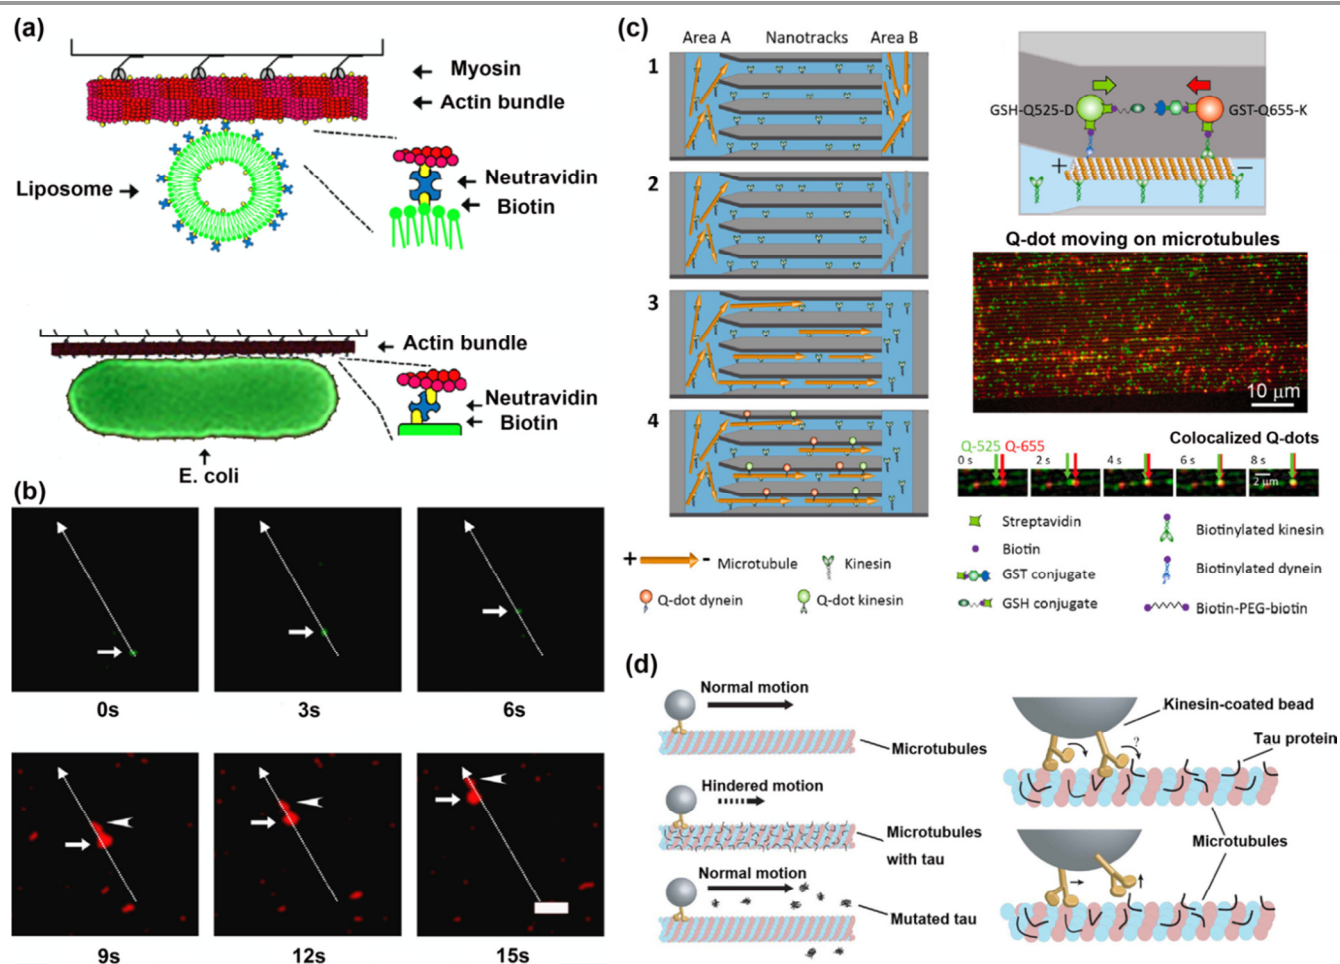 (a)
Myosin
Actin bundle
Liposome
Neutravidin
Biotin
Actin bundle
Neutravidin
Biotin
E. coli
(b)
0s
3s
6s
9s
12s
15s
(c)
Area A
Nanotracks
Area B
1
2
3
4
+
-
Microtubule
Kinesin
Q-dot dynein
Q-dot kinesin
GSH-Q525-D
GST-Q655-K
+
−
Q-dot moving on microtubules
10 μm
Colocalized Q-dots
Q-525
Q-655
0 s
2 s
4 s
6 s
8 s
2 μm
Streptavidin
Biotin
GST conjugate
GSH conjugate
Biotinylated kinesin
Biotinylated dynein
Biotin-PEG-biotin
(d)
Normal motion
Microtubules
Hindered motion
Microtubules
with tau
Normal motion
Mutated tau
Kinesin-coated bead
?
Tau protein
Microtubules